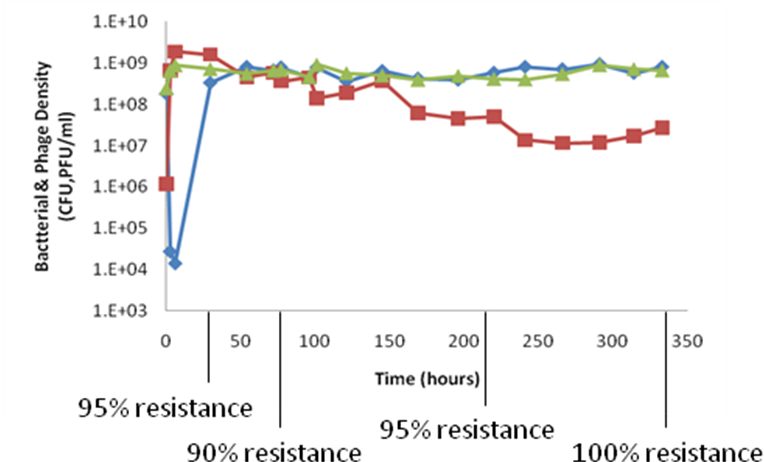 1.E+10
1.E+09
1.E+08
1.E+07
1.E+06
1.E+05
1.E+04
1.E+03
Bactterial & Phage Density
(CFU,PFU/ml)
0 50 100 150 200 250 300 350
Time (hours)
95% resistance
90% resistance
95% resistance
100% resistance